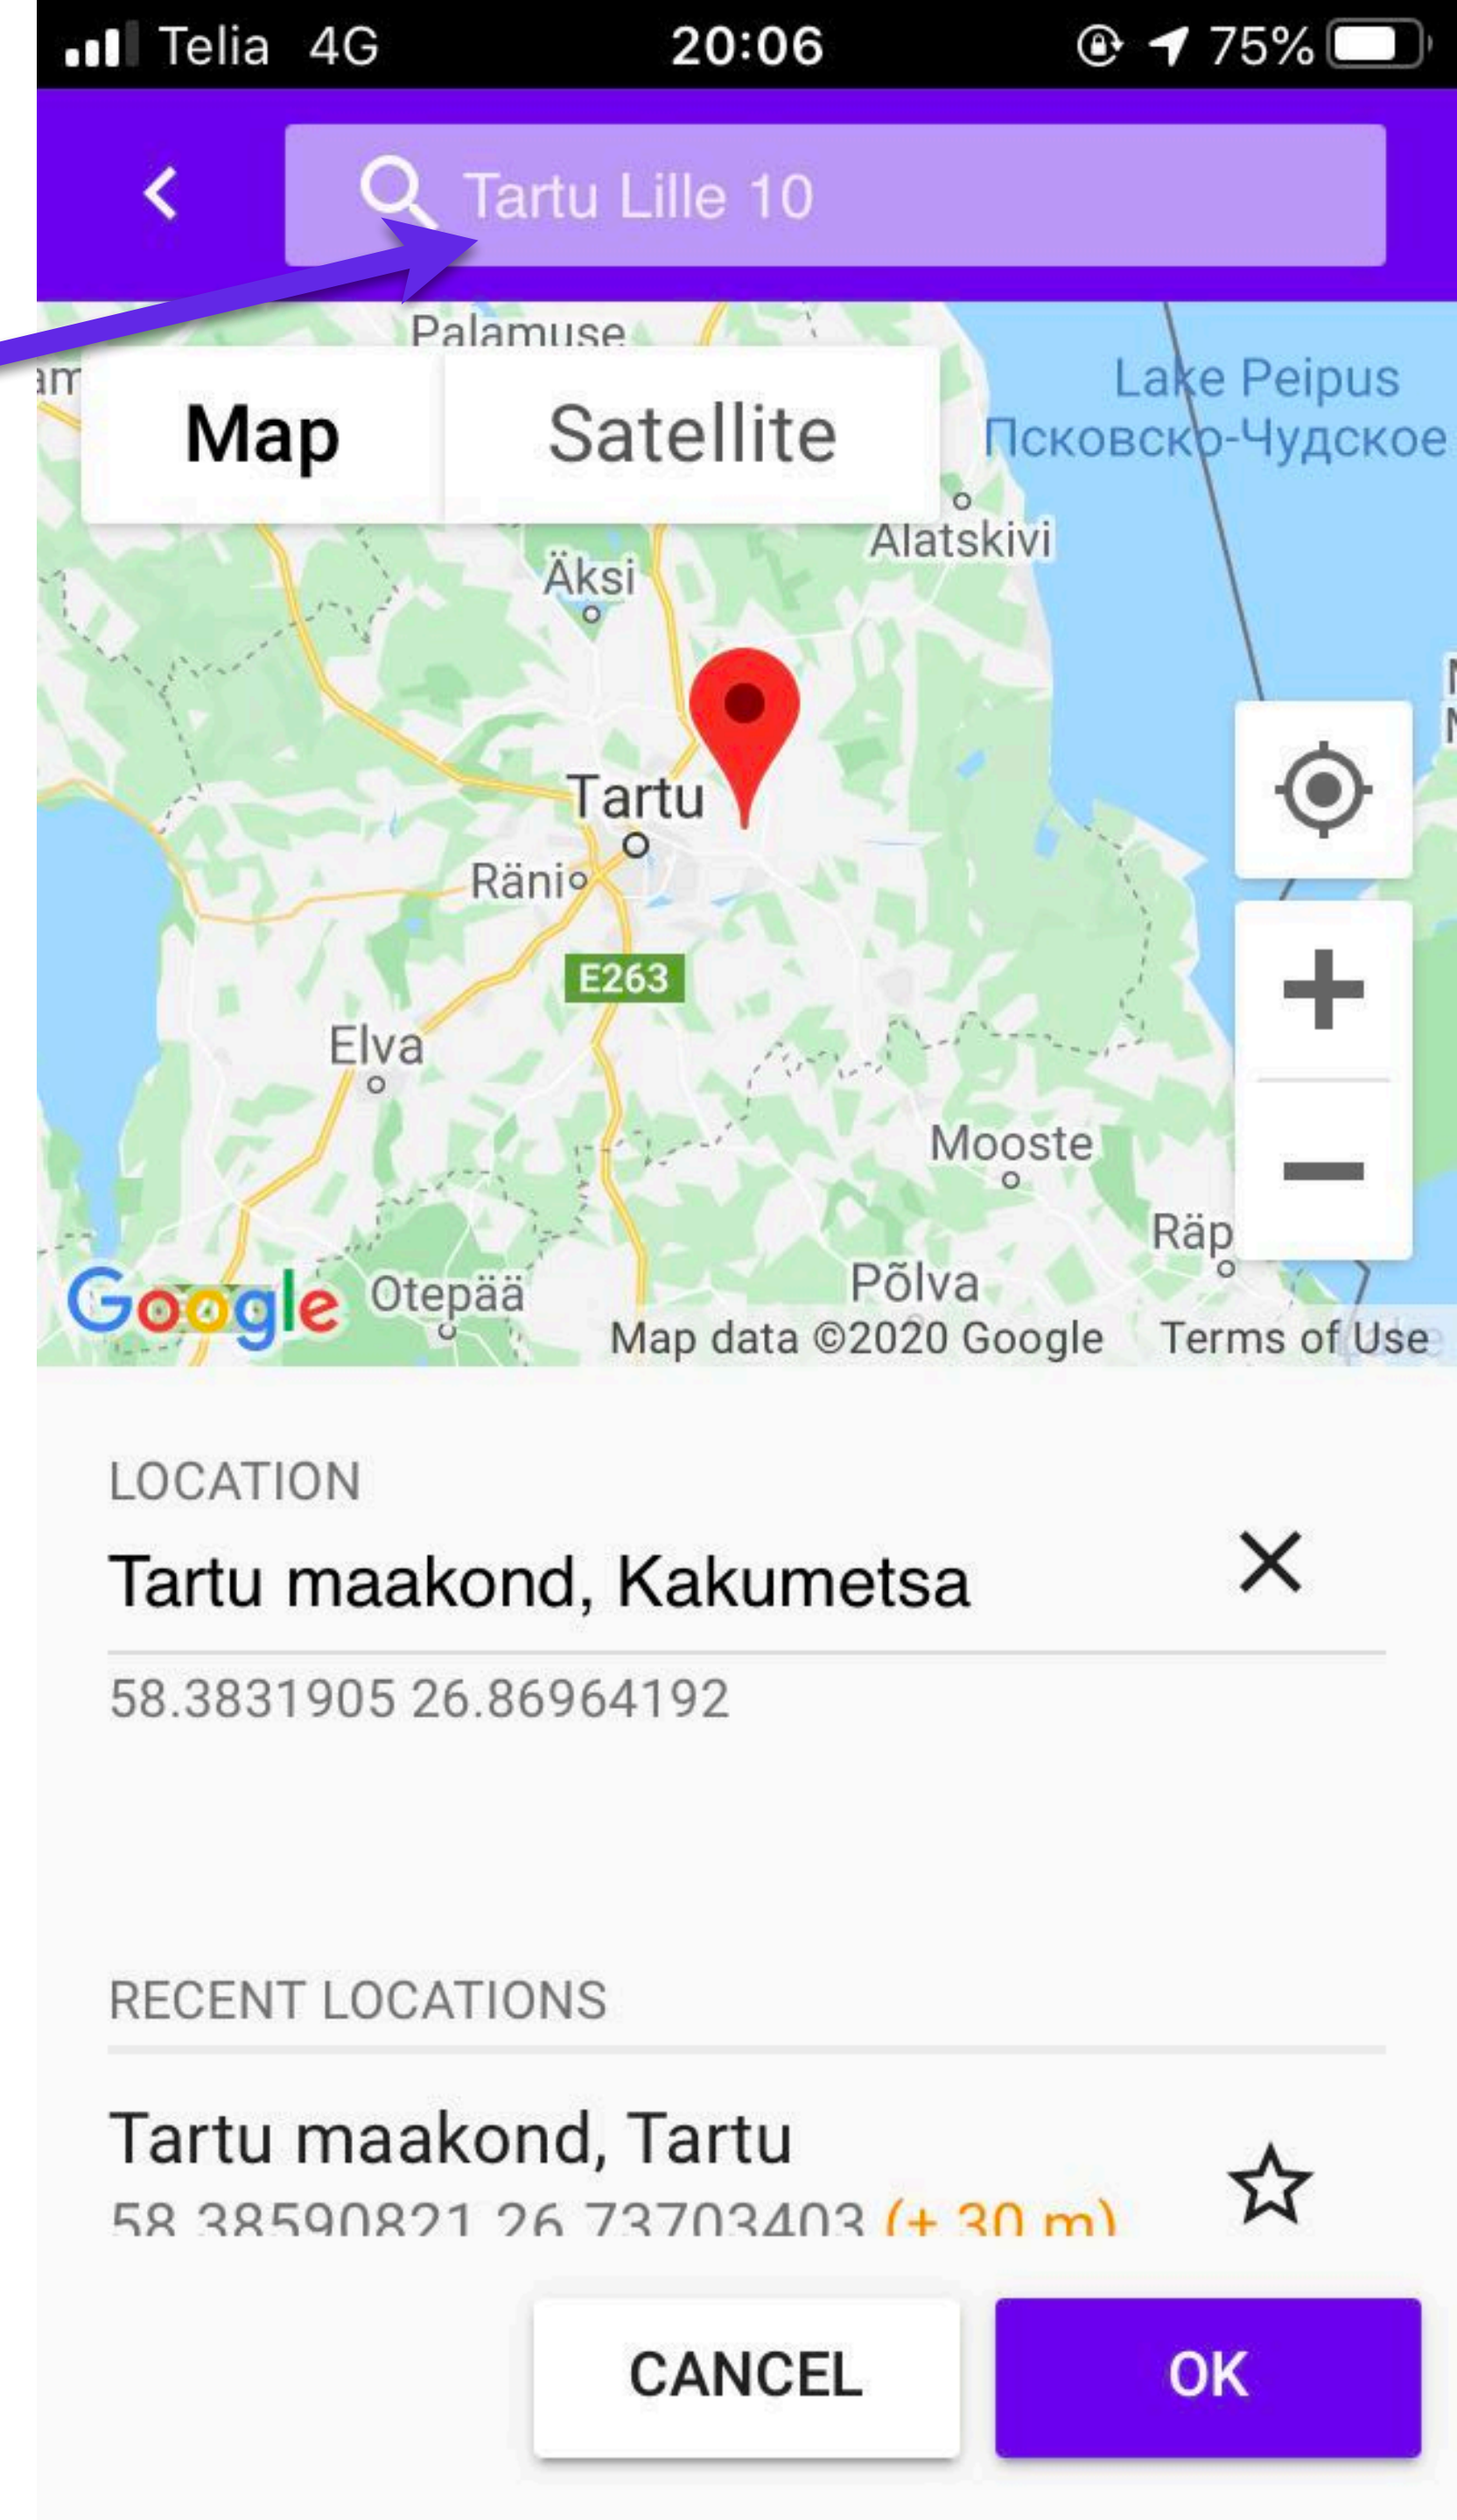 Telia 4G 20:06 75%
Tartu Lille 10
Palamuse
Lake Peipus
Map Satellite
Псковско-Чудское
Alatskivi
Äksi
Tartu
Räni
E263
Elva
Mooste
Räp
Põlva
Otepää
Google
Map data ©2020 Google Terms of Use
LOCATION
Tartu maakond, Kakumetsa
58.3831905 26.86964192
RECENT LOCATIONS
Tartu maakond, Tartu
58.38590821 26.73703403 (± 30 m)
CANCEL OK